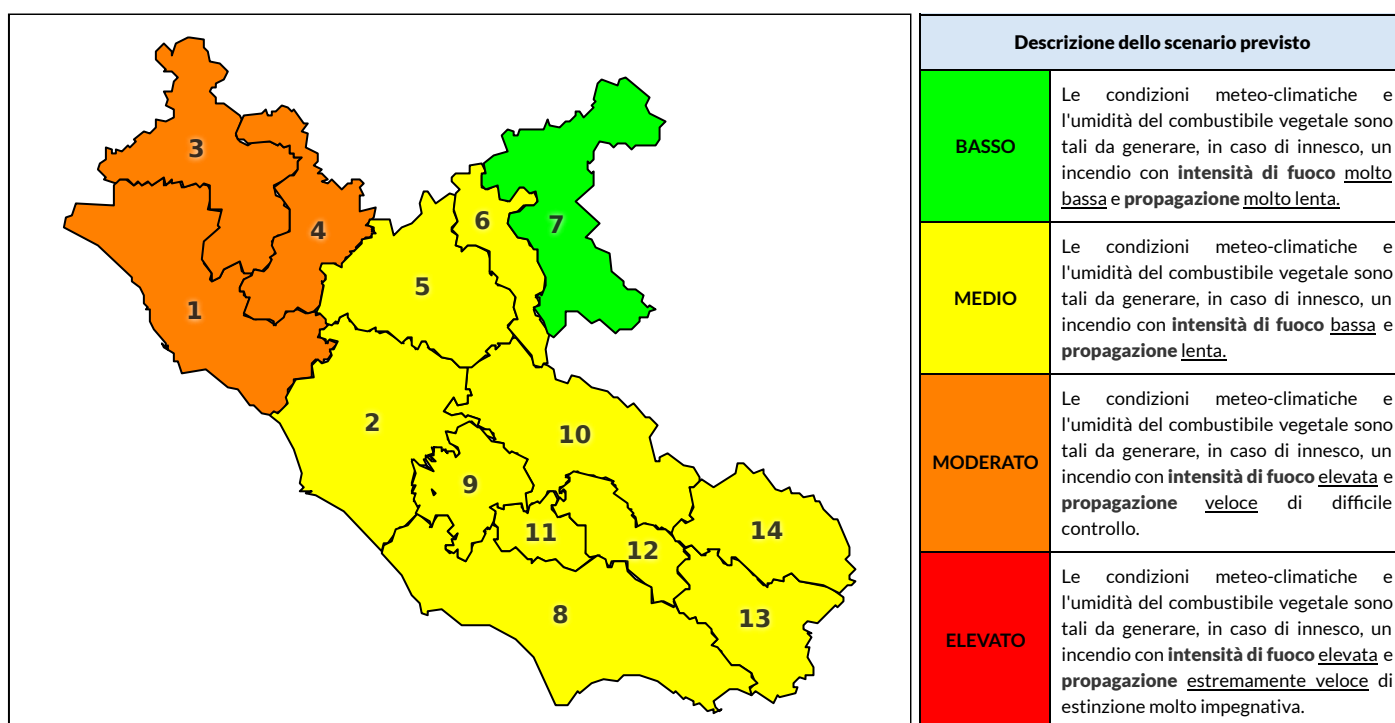 3
4
6
7
5
1
2
10
9
11
12
14
8
13
Descrizione dello scenario previsto
BASSO
Le condizioni meteo-climatiche e
l'umidità del combustibile vegetale sono
tali da generare, in caso di innesco, un
incendio con intensità di fuoco molto
bassa e propagazione molto lenta.
MEDIO
Le condizioni meteo-climatiche e
l'umidità del combustibile vegetale sono
tali da generare, in caso di innesco, un
incendio con intensità di fuoco bassa e
propagazione lenta.
MODERATO
Le condizioni meteo-climatiche e
l'umidità del combustibile vegetale sono
tali da generare, in caso di innesco, un
incendio con intensità di fuoco elevata e
propagazione veloce di difficile
controllo.
ELEVATO
Le condizioni meteo-climatiche e
l'umidità del combustibile vegetale sono
tali da generare, in caso di innesco, un
incendio con intensità di fuoco elevata e
propagazione estremamente veloce di
estinzione molto impegnativa.